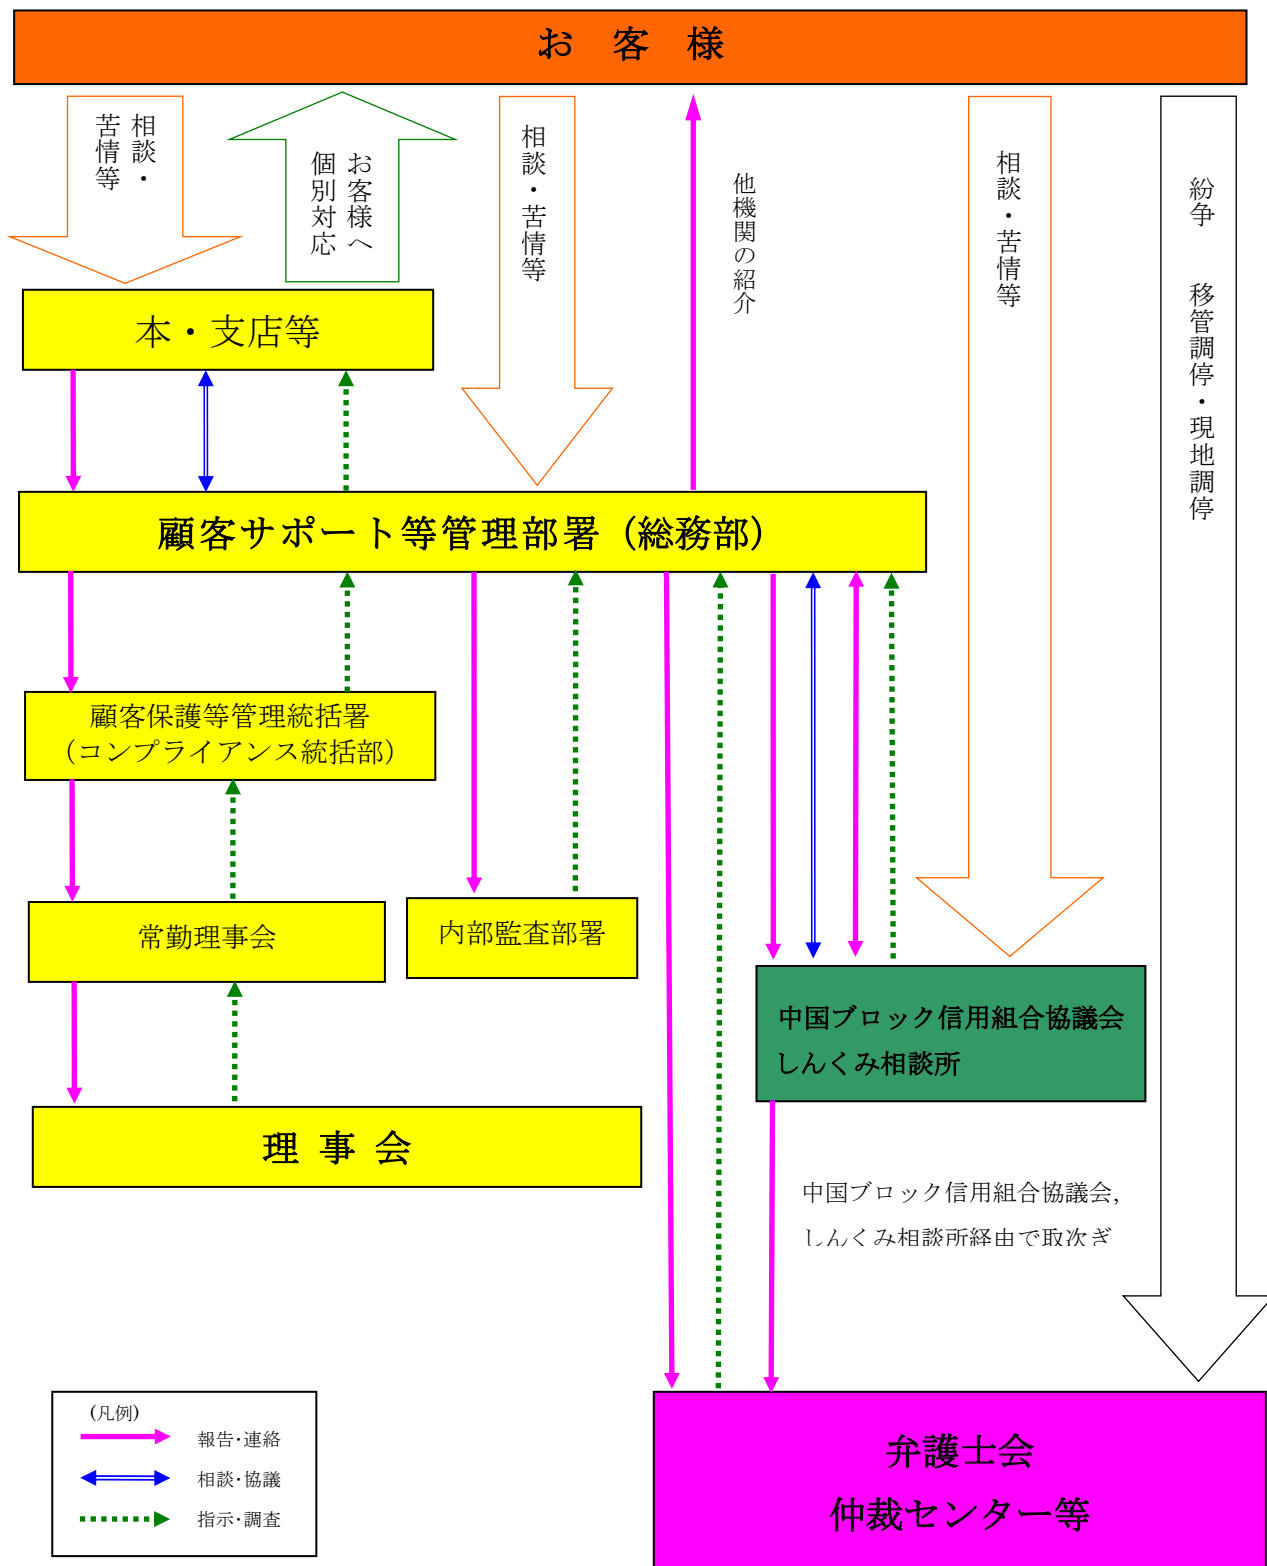 お　客　様
相談・
苦情等
お客様へ
個別対応
相談・苦情等
他機関の紹介
相談・苦情等
紛争　移管調停・現地調停
本・支店等
顧客サポート等管理部署（総務部）
顧客保護等管理統括署
（コンプライアンス統括部）
常勤理事会
内部監査部署
中国ブロック信用組合協議会
しんくみ相談所
理 事 会
中国ブロック信用組合協議会,
しんくみ相談所経由で取次ぎ
(凡例)
報告・連絡
相談・協議
指示・調査
弁護士会
仲裁センター等